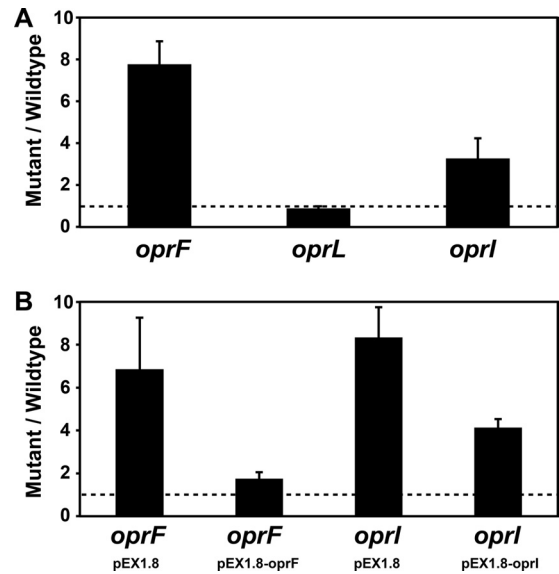 A
Mutant / Wildtype
10
8
6
4
2
0
oprF oprL oprI
B
Mutant / Wildtype
10
8
6
4
2
0
oprF oprF oprI oprI
pEX1.8 pEX1.8-oprF pEX1.8 pEX1.8-oprI